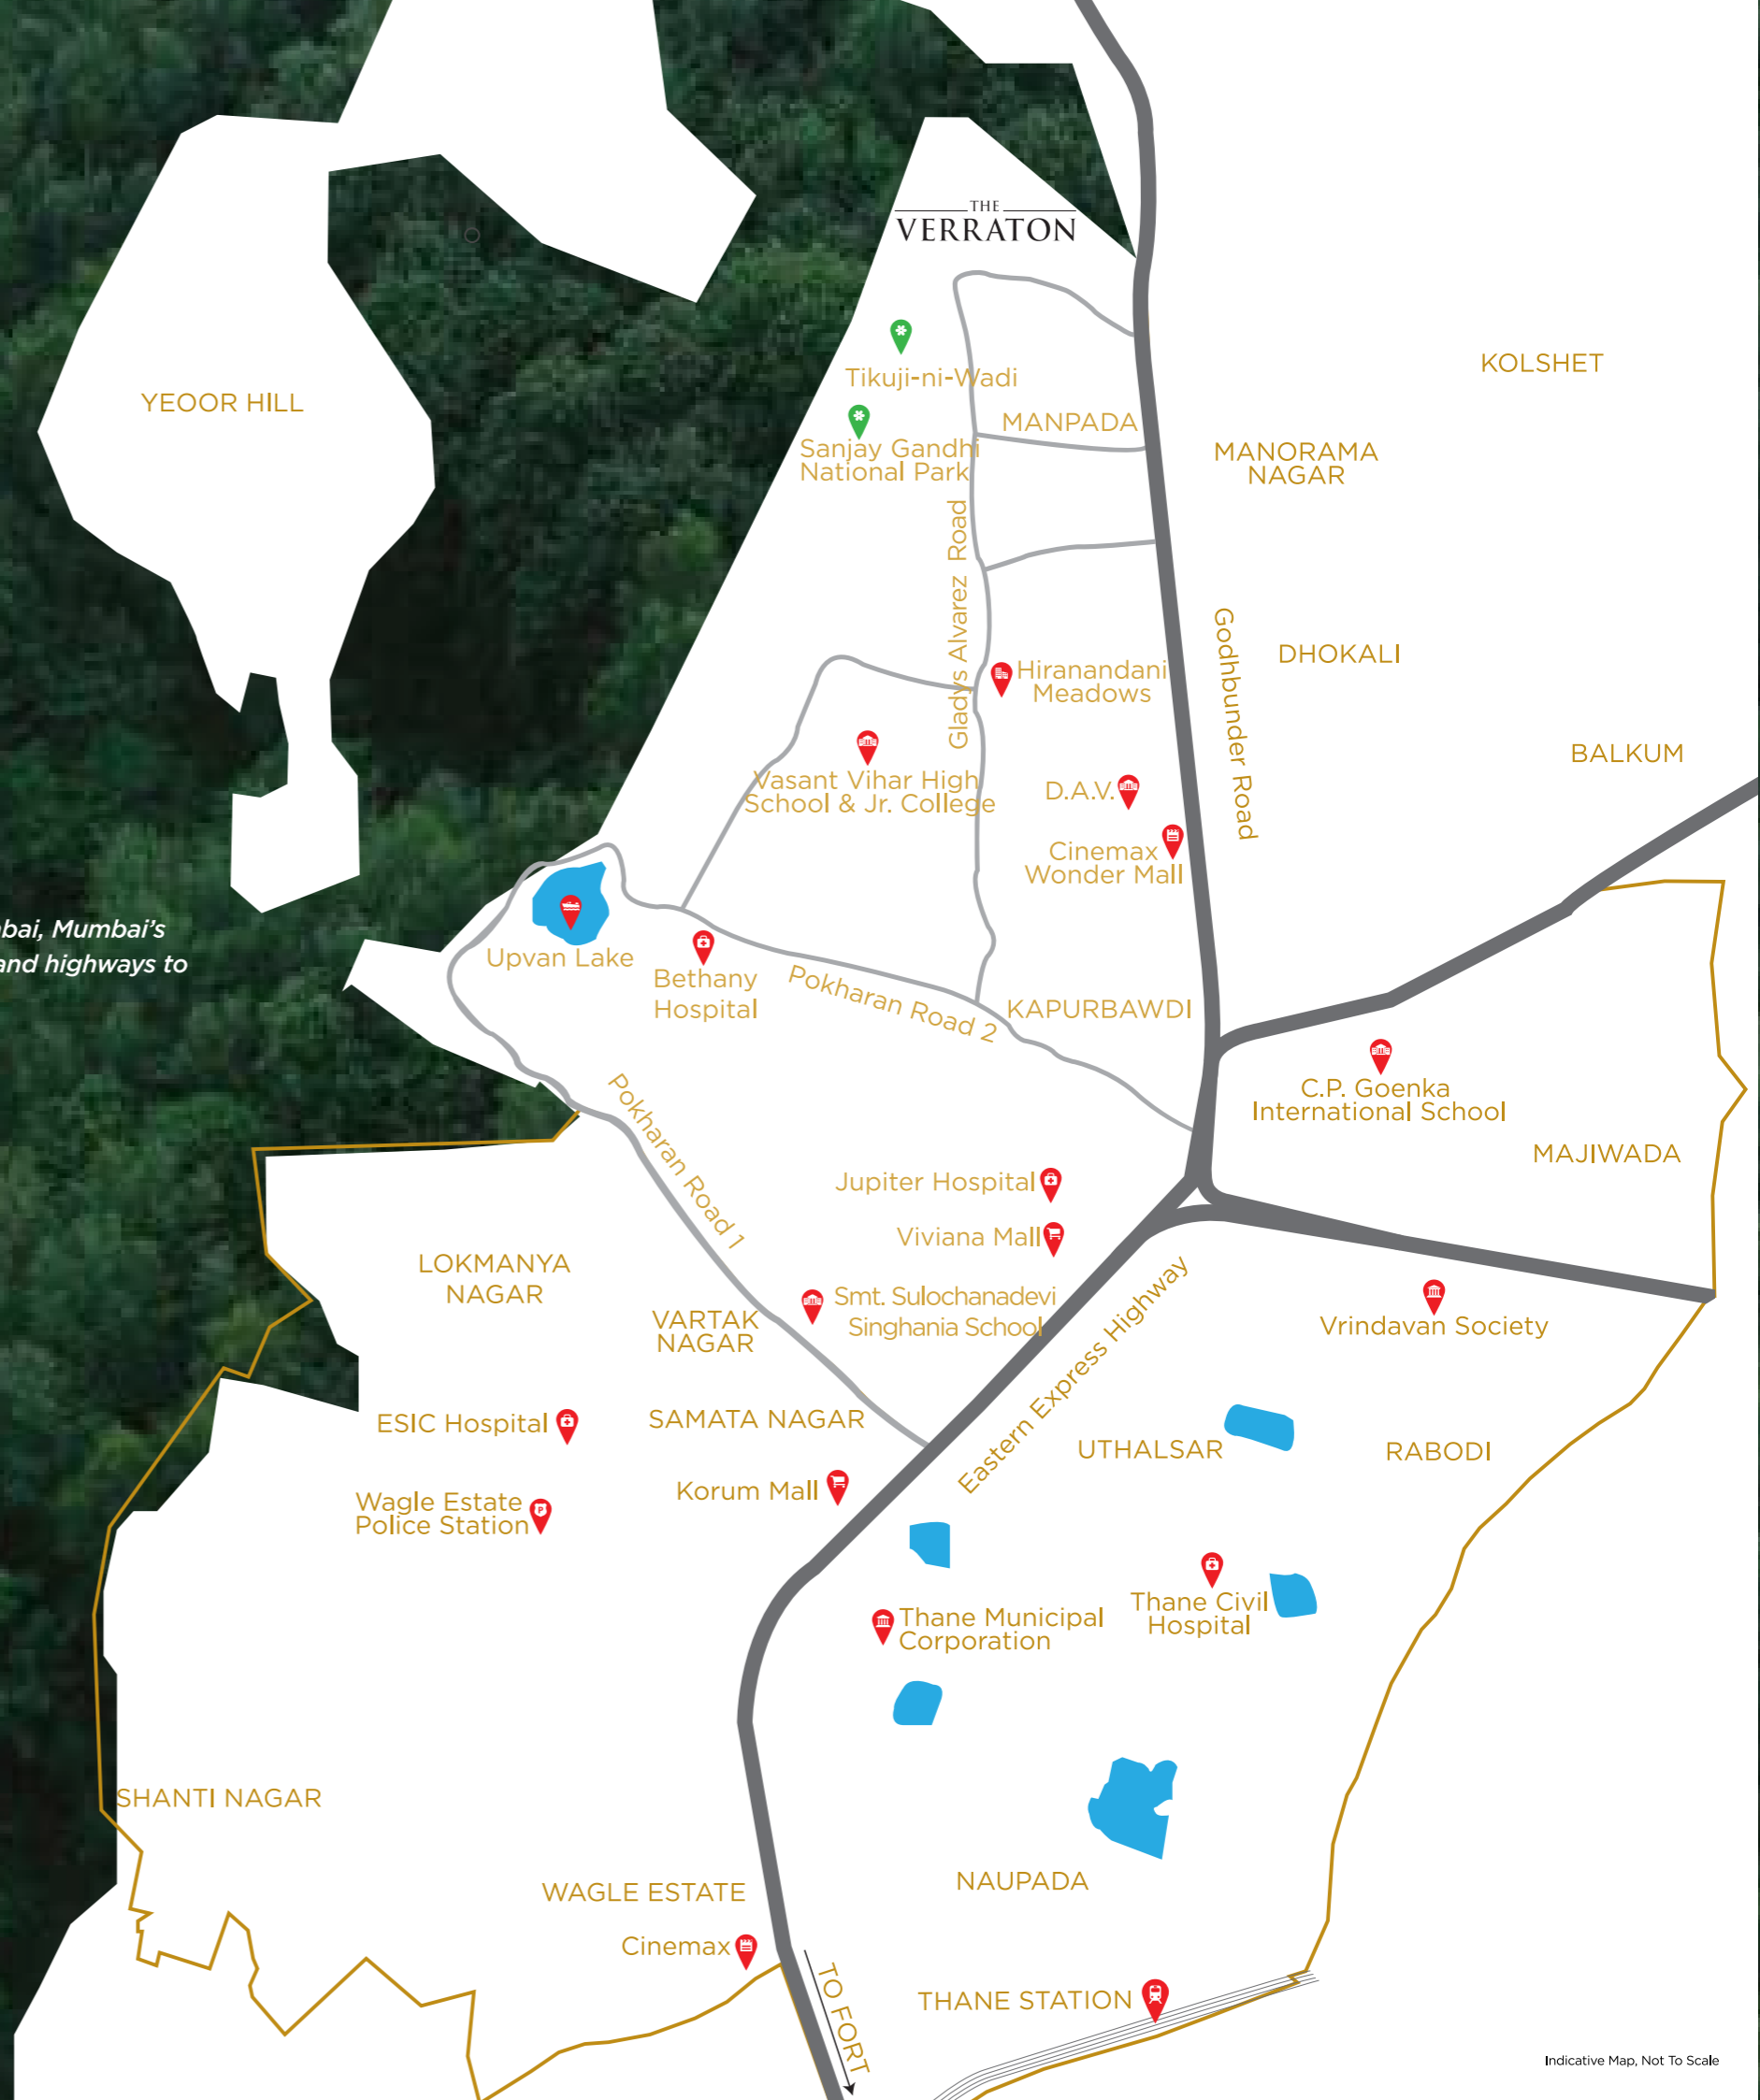 THE
VERRATON
Tikuji-ni-Wadi
KOLSHET
YEOOR HILL
MANPADA
Sanjay Gandhi
National Park
MANORAMA
NAGAR
Gladys Alvarez Road
Godhbunder Road
DHOKALI
Hiranandani
Meadows
BALKUM
Vasant Vihar High
School & Jr. College
D.A.V.
Cinemax
Wonder Mall
bai, Mumbai's
and highways to
Upvan Lake
Bethany
Hospital
Pokharan Road 2
KAPURBAWDI
C.P. Goenka
International School
Pokharan Road 1
MAJIWADA
Jupiter Hospital
Viviana Mall
LOKMANYA
NAGAR
Smt. Sulochanadevi
Singhania School
VARTAK
NAGAR
Eastern Express Highway
Vrindavan Society
ESIC Hospital
SAMATA NAGAR
UTHALSAR
RABODI
Korum Mall
Wagle Estate
Police Station
P
Thane Civil
Hospital
Thane Municipal
Corporation
SHANTI NAGAR
NAUPADA
WAGLE ESTATE
Cinemax
TO FORT
THANE STATION
Indicative Map, Not To Scale